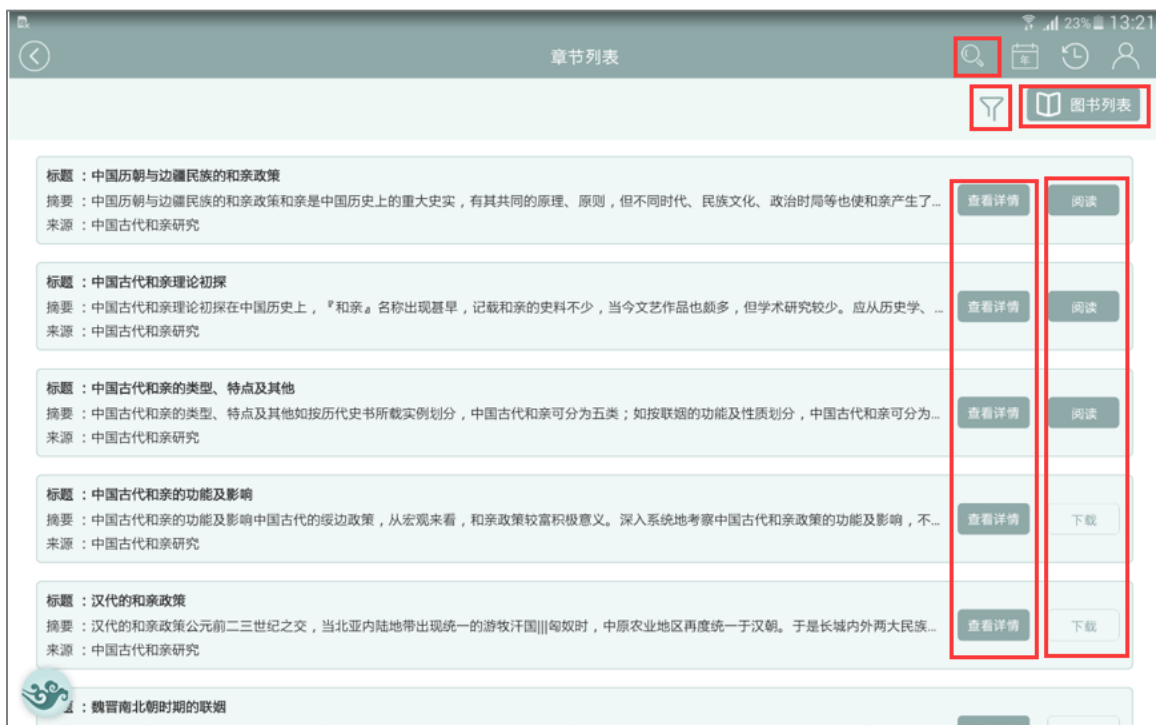 23% 13:21
章节列表
年
图书列表
标题 ：中国历朝与边疆民族的和亲政策
摘要 ：中国历朝与边疆民族的和亲政策和亲是中国历史上的重大史实，有其共同的原理、原则，但不同时代、民族文化、政治时局等也使和亲产生了...
来源 ：中国古代和亲研究
查看详情
阅读
标题 ：中国古代和亲理论初探
摘要 ：中国古代和亲理论初探在中国历史上，『和亲』名称出现甚早，记载和亲的史料不少，当今文艺作品也颇多，但学术研究较少。应从历史学、...
来源 ：中国古代和亲研究
查看详情
阅读
标题 ：中国古代和亲的类型、特点及其他
摘要 ：中国古代和亲的类型、特点及其他如按历代史书所载实例划分，中国古代和亲可分为五类；如按联姻的功能及性质划分，中国古代和亲可分为...
来源 ：中国古代和亲研究
查看详情
阅读
标题 ：中国古代和亲的功能及影响
摘要 ：中国古代和亲的功能及影响中国古代的绥边政策，从宏观来看，和亲政策较富积极意义。深入系统地考察中国古代和亲政策的功能及影响，不...
来源 ：中国古代和亲研究
查看详情
下载
标题 ：汉代的和亲政策
摘要 ：汉代的和亲政策公元前二三世纪之交，当北亚内陆地带出现统一的游牧汗国|||匈奴时，中原农业地区再度统一于汉朝。于是长城内外两大民族...
来源 ：中国古代和亲研究
查看详情
下载
：魏晋南北朝时期的联姻